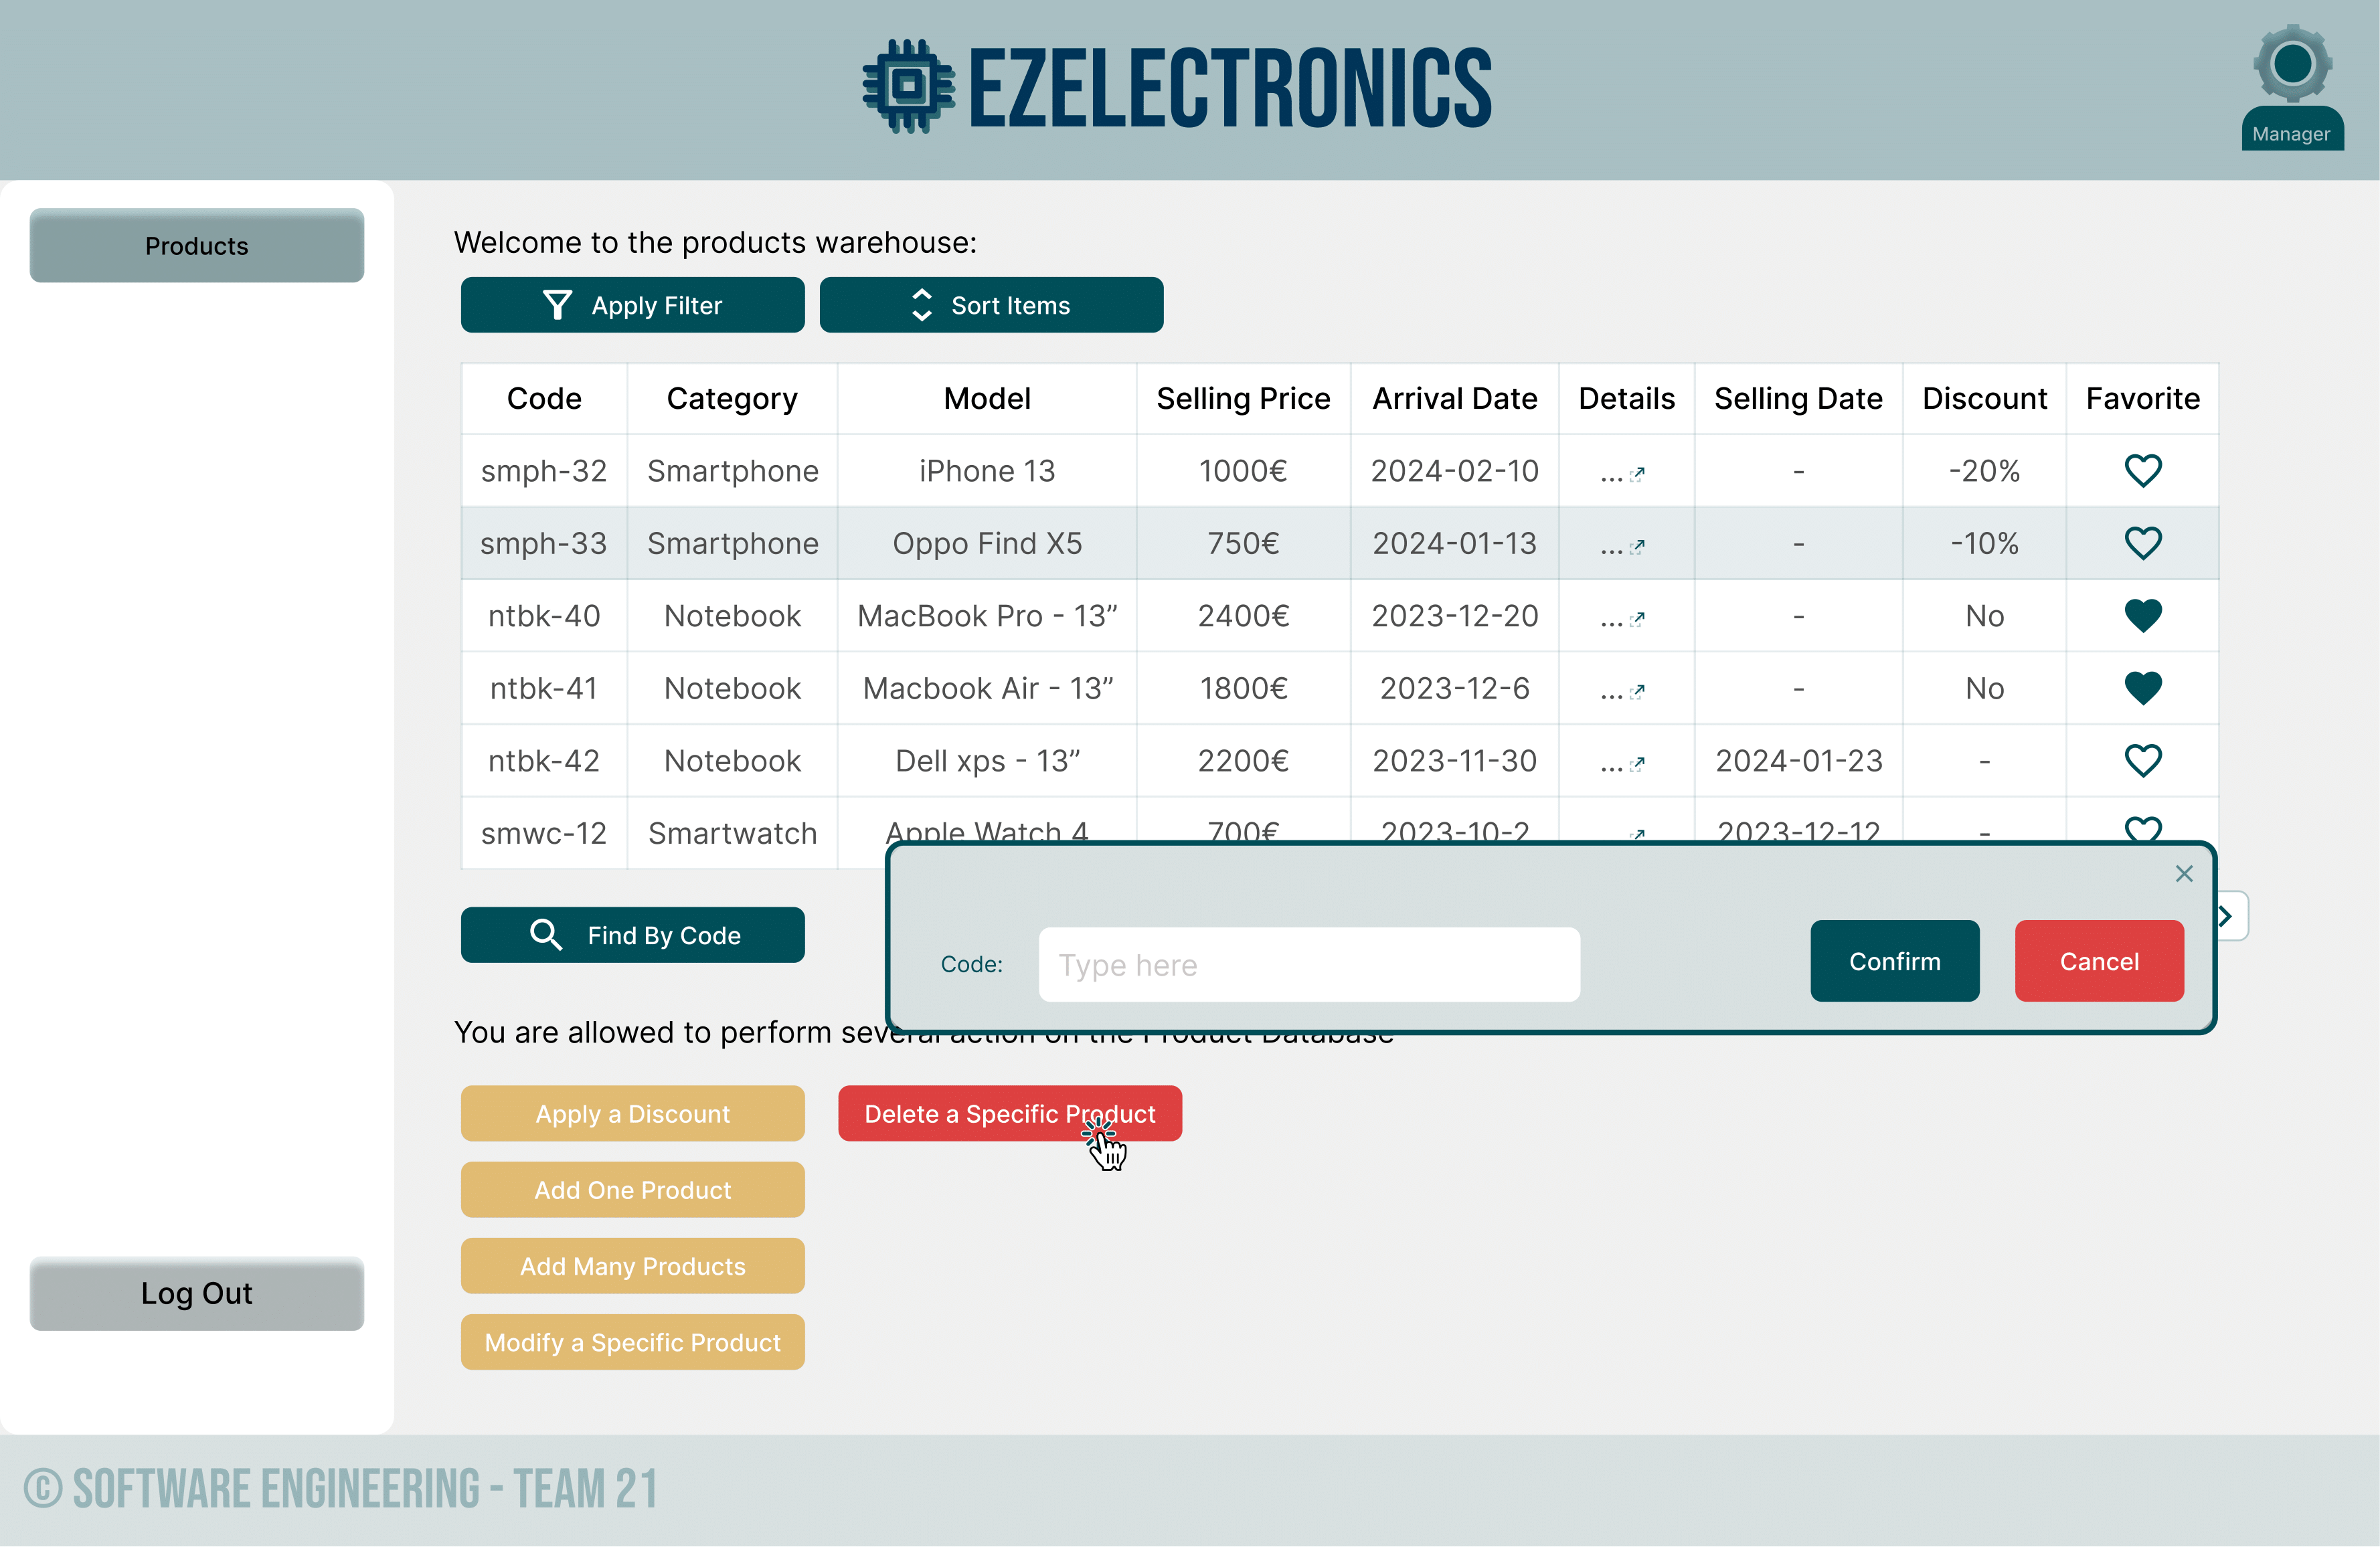 EZELECTRONICS
Manager
Products
Welcome to the products warehouse:
Apply Filter
Sort Items
Code Category Model Selling Price Arrival Date Details Selling Date Discount Favorite
smph-32 Smartphone iPhone 13 1000€ 2024-02-10 ... - -20%
smph-33 Smartphone Oppo Find X5 750€ 2024-01-13 ... - -10%
ntbk-40 Notebook MacBook Pro - 13” 2400€ 2023-12-20 ... - No
ntbk-41 Notebook Macbook Air - 13” 1800€ 2023-12-6 ... - No
ntbk-42 Notebook Dell xps - 13” 2200€ 2023-11-30 ... 2024-01-23 -
smwc-12 Smartwatch Apple Watch 4 700€ 2023-10-2 2023-12-12 -
Find By Code
Code:
Type here
Confirm
Cancel
You are allowed to perform several action on the Product Database
Apply a Discount
Delete a Specific Product
Add One Product
Add Many Products
Modify a Specific Product
Log Out
© SOFTWARE ENGINEERING - TEAM 21